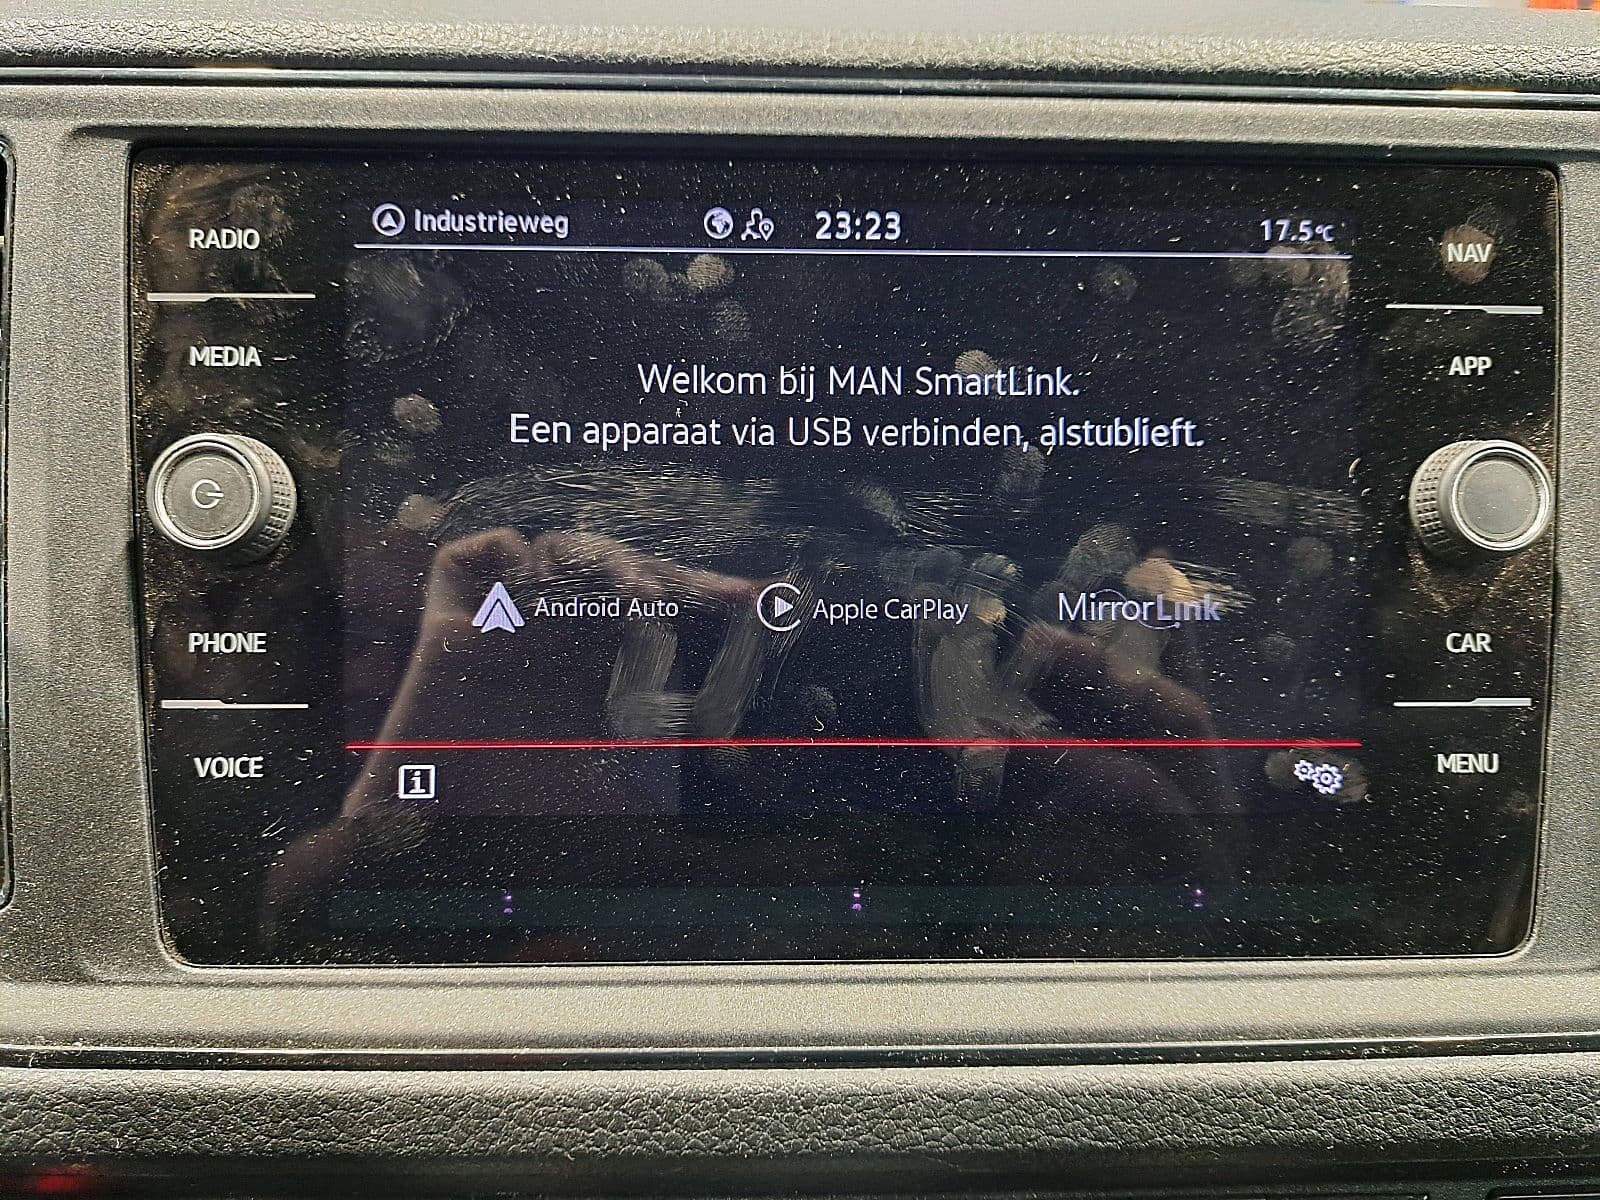 Industrieweg 23:23 17.5°C
RADIO
NAV
MEDIA
APP
Welkom bij MAN SmartLink.
Een apparaat via USB verbinden, alstublieft.
Android Auto Apple CarPlay MirrorLink
PHONE
CAR
VOICE
MENU
i